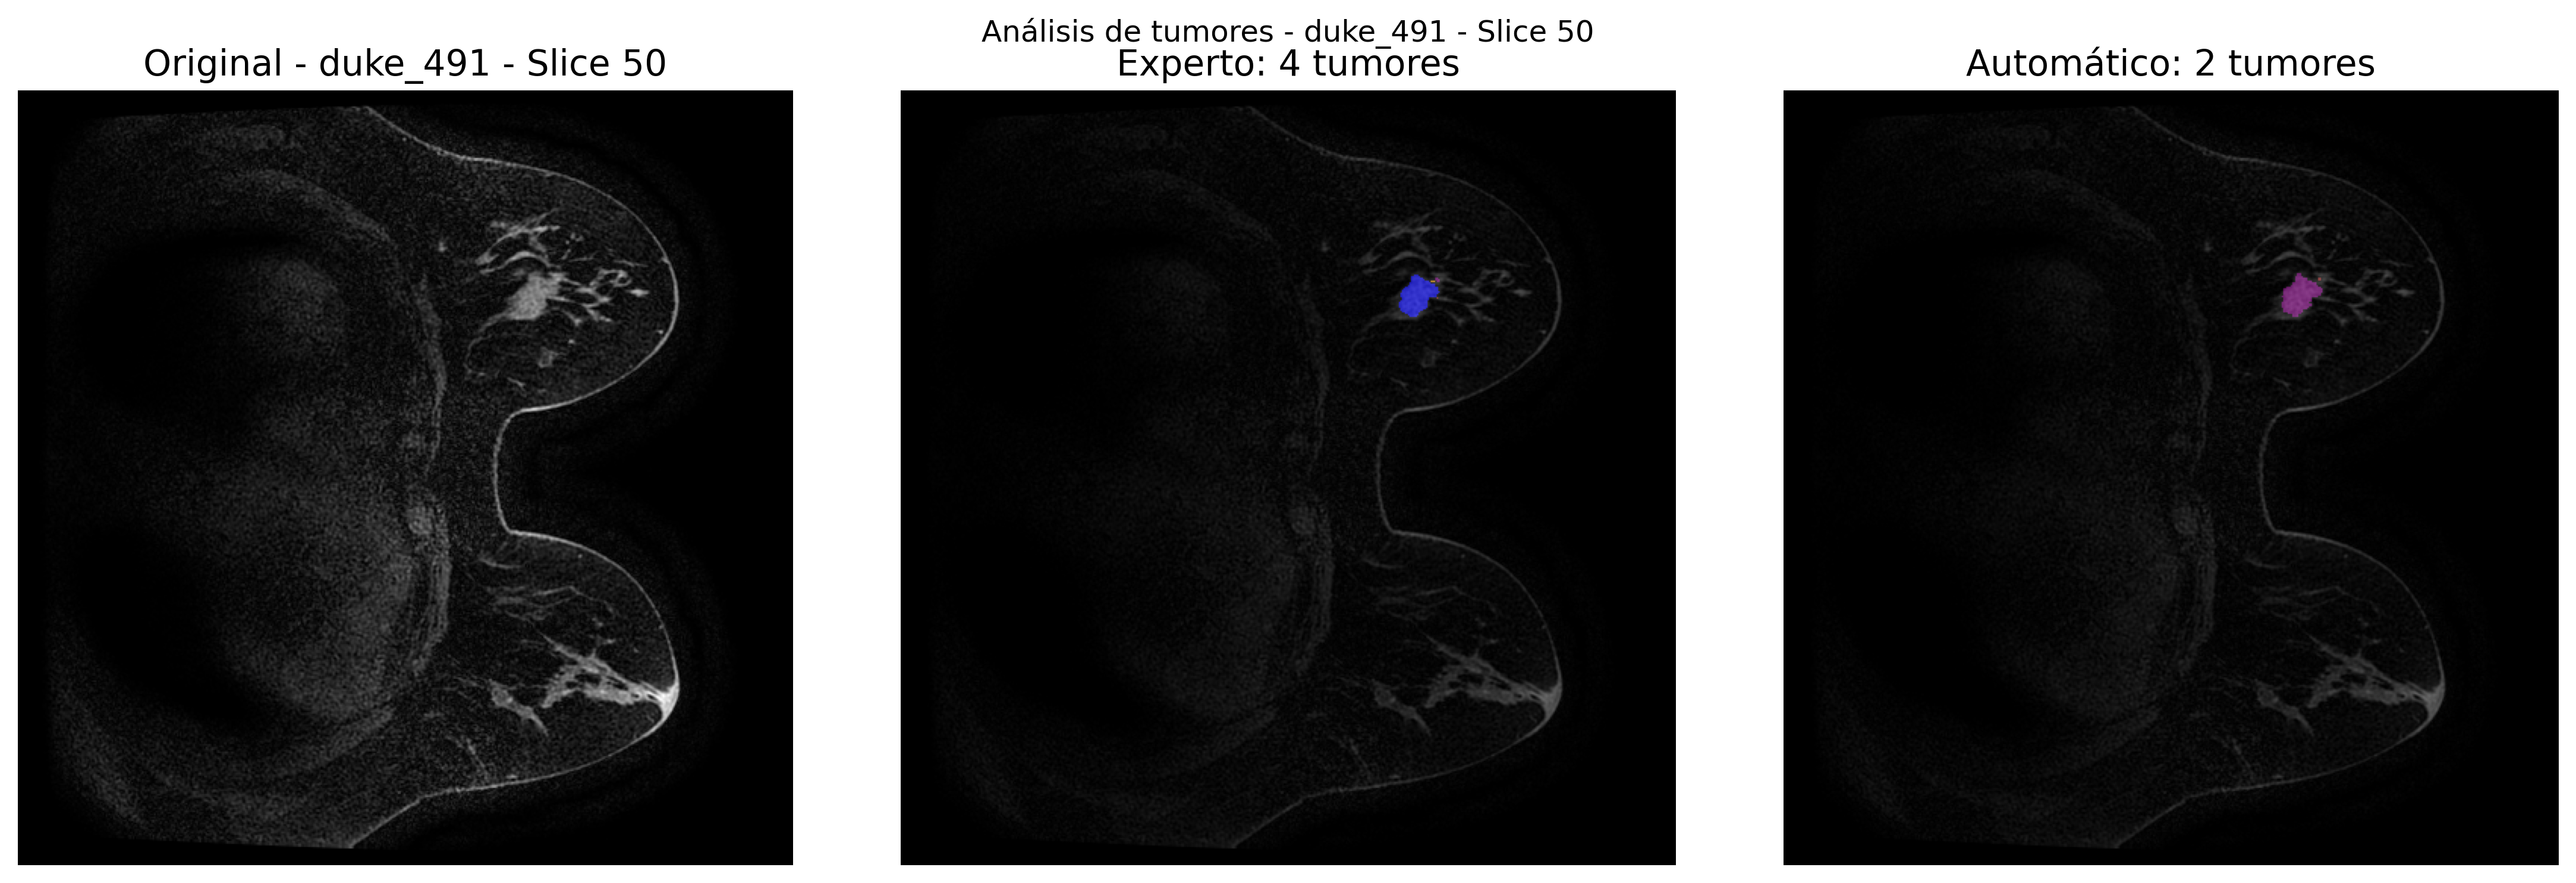 Análisis de tumores - duke_491 - Slice 50
Original - duke_491 - Slice 50
Experto: 4 tumores
Automático: 2 tumores